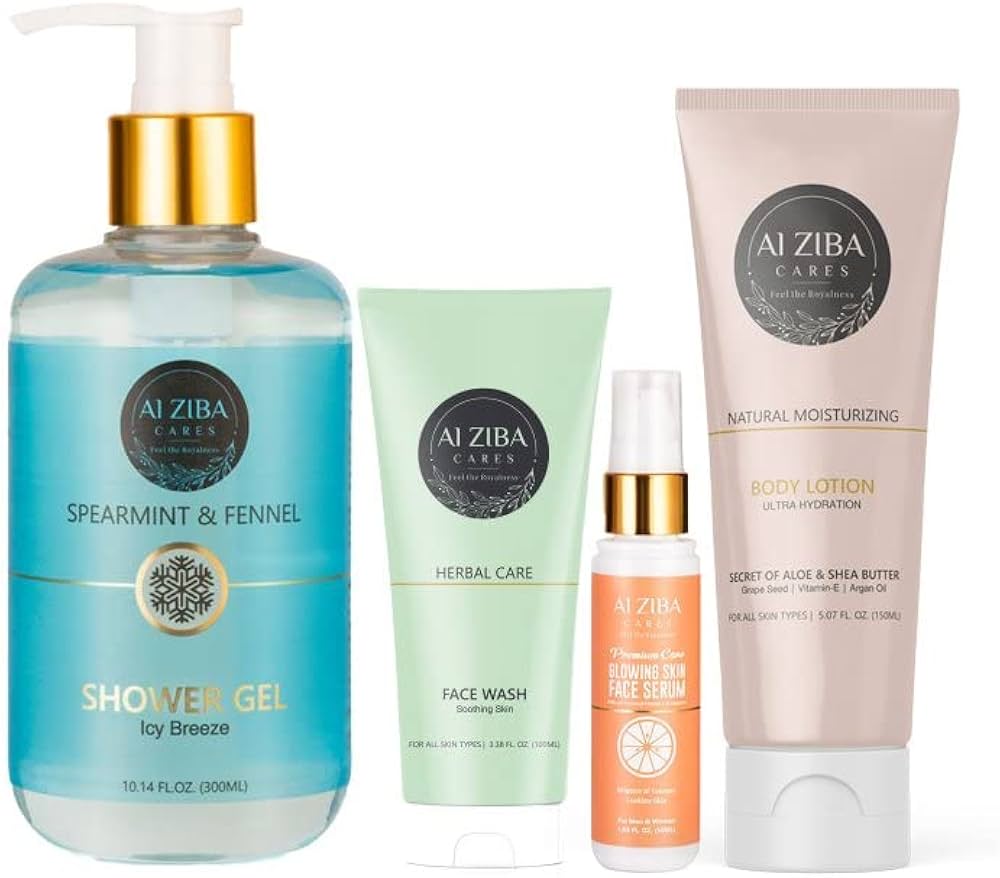 AI ZIBA
CARES
Feel the Royalness
SPEARMINT & FENNEL
SHOWER GEL
Icy Breeze
10.14 FL.OZ. (300ML)
AI ZIBA
CARES
Feel the Royalness
HERBAL CARE
FACE WASH
Soothing Skin
FOR ALL SKIN TYPES | 3.38 FL. OZ. (100ML)
AI ZIBA
CARES
Feel the Royalness
Premium Care
GLOWING SKIN
FACE SERUM
For Men & Women
AI ZIBA
CARES
Feel the Royalness
NATURAL MOISTURIZING
BODY LOTION
ULTRA HYDRATION
SECRET OF ALOE & SHEA BUTTER
Grape Seed | Vitamin-E | Argan Oil
FOR ALL SKIN TYPES | 5.07 FL. OZ. (150ML)